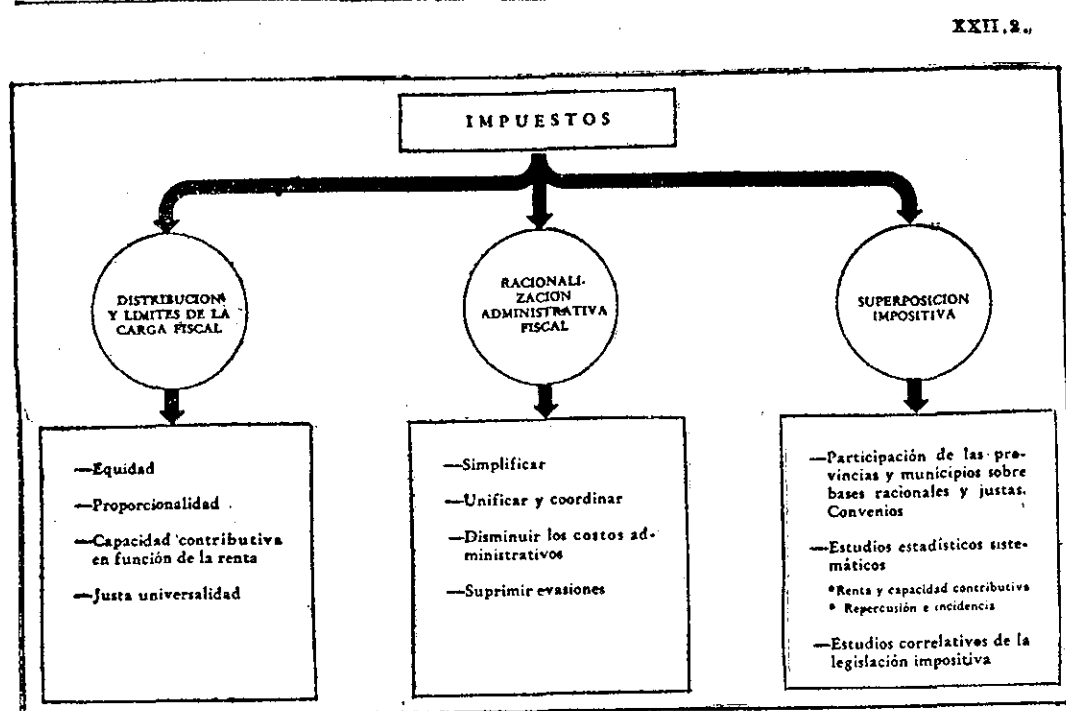 XXII.2.,
IMPUESTOS
DISTRIBUCION
Y LIMITES DE LA
CARGA FISCAL
RACIONALI-
ZACION
ADMINISTRATIVA
FISCAL
SUPERPOSICION
IMPOSITIVA
—Equidad
—Proporcionalidad
—Capacidad contributiva
en función de la renta
—Justa universalidad
—Simplificar
—Unificar y coordinar
—Disminuir los costos ad-
ministrativos
—Suprimir evasiones
—Participación de las pro-
vincias y municipios sobre
bases racionales y justas.
Convenios
—Estudios estadísticos siste-
máticos
•Renta y capacidad contributiva
• Repercusión e incidencia
—Estudios correlativos de la
legislación impositiva